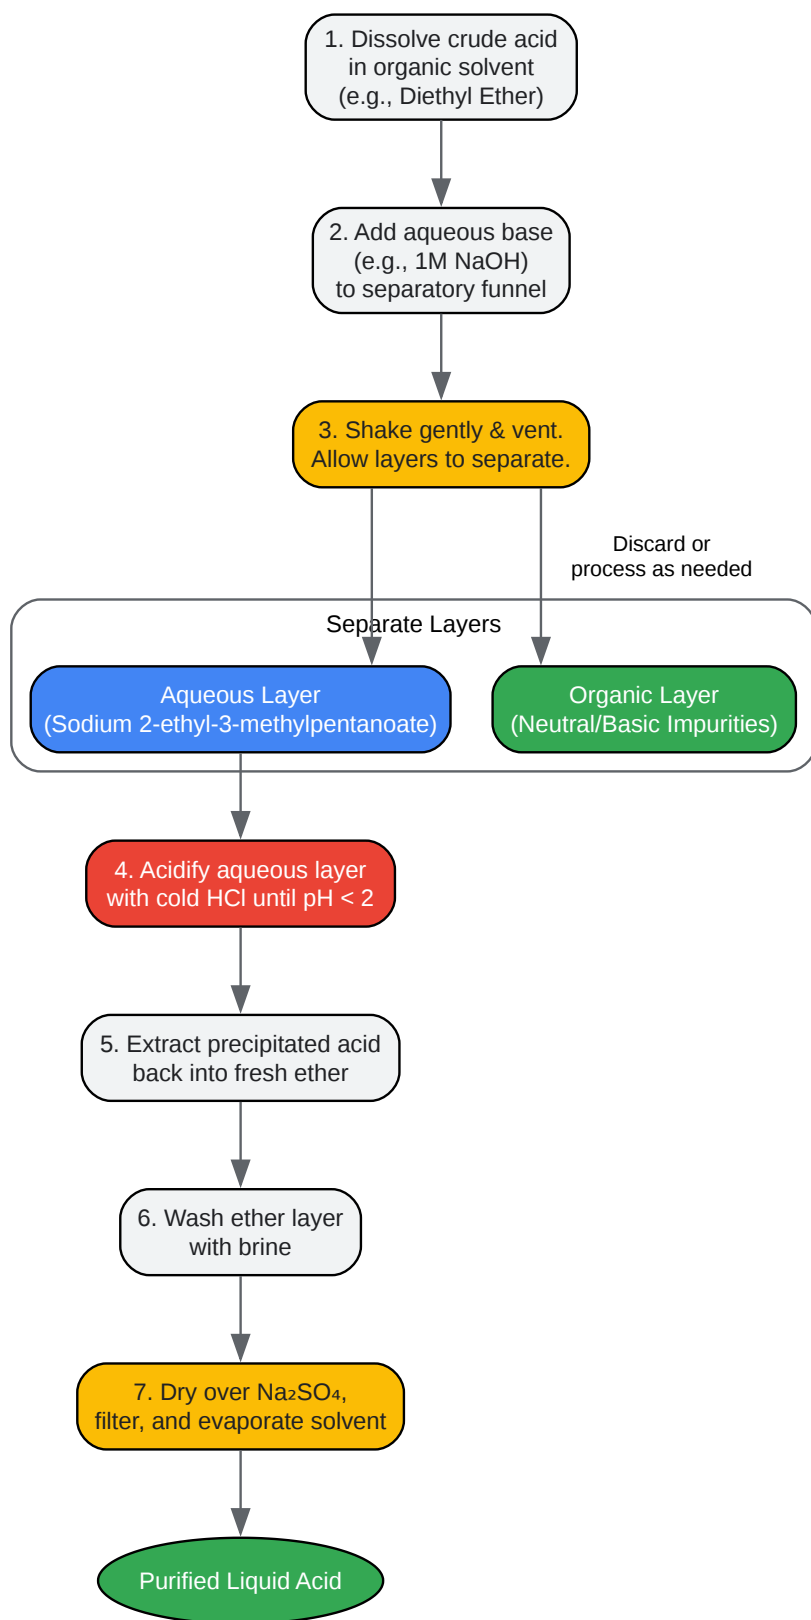 1. Dissolve crude acid
in organic solvent
(e.g., Diethyl Ether)
2. Add aqueous base
(e.g., 1M NaOH)
to separatory funnel
3. Shake gently & vent.
Allow layers to separate.
Discard or
process as needed
Separate Layers
Aqueous Layer
(Sodium 2-ethyl-3-methylpentanoate)
Organic Layer
(Neutral/Basic Impurities)
4. Acidify aqueous layer
with cold HCl until pH < 2
5. Extract precipitated acid
back into fresh ether
6. Wash ether layer
with brine
7. Dry over Na₂SO₄,
filter, and evaporate solvent
Purified Liquid Acid